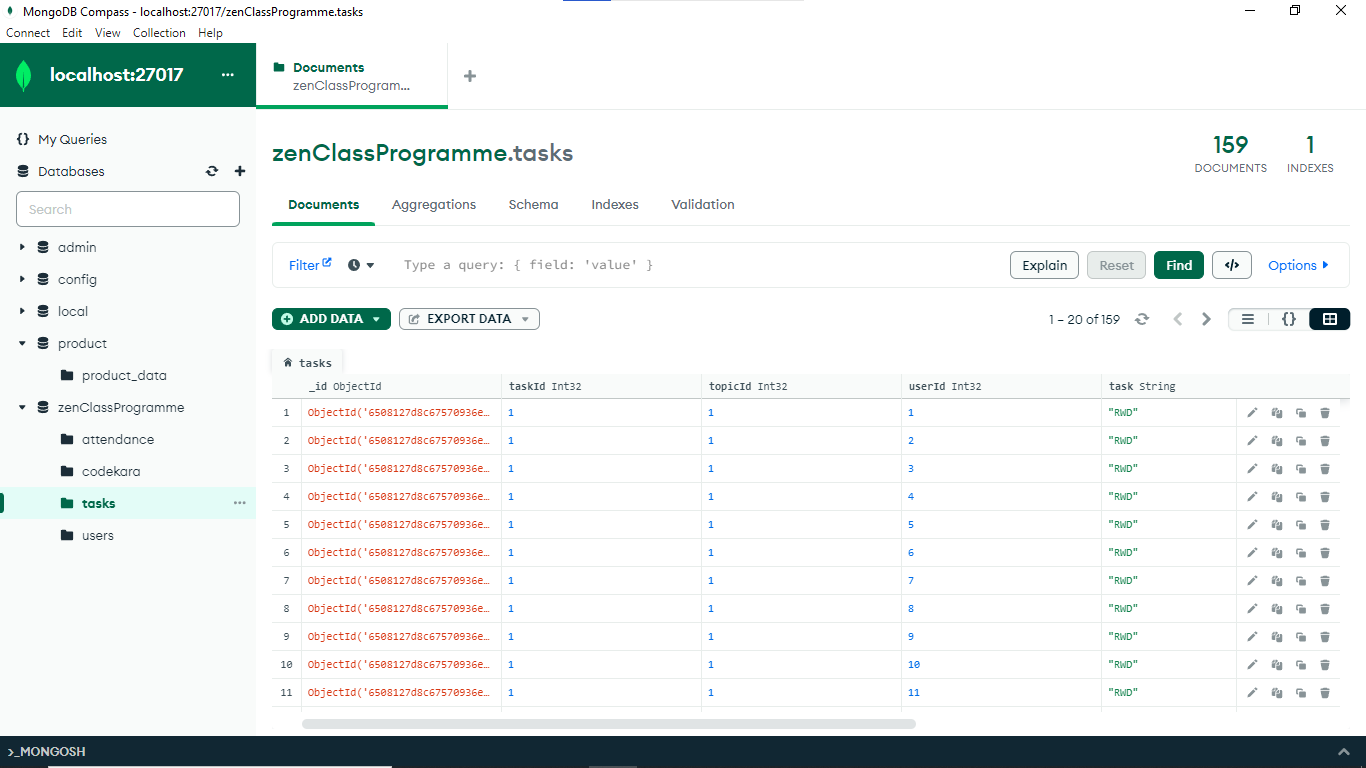 MongoDB Compass - localhost:27017/zenClassProgramme.tasks
Connect Edit View Collection Help
localhost:27017 ...
Documents
zenClassProgram...
My Queries
Databases
Search
admin
config
local
product
product_data
zenClassProgramme
attendance
codekara
tasks
users
zenClassProgramme.tasks
159
DOCUMENTS
1
INDEXES
Documents Aggregations Schema Indexes Validation
Filter Type a query: { field: 'value' } Explain Reset Find </> Options
ADD DATA EXPORT DATA 1 – 20 of 159 {}
tasks
_id ObjectId taskId Int32 topicId Int32 userId Int32 task String
1 ObjectId('6508127d8c67570936e... 1 1 1 "RWD"
2 ObjectId('6508127d8c67570936e... 1 1 2 "RWD"
3 ObjectId('6508127d8c67570936e... 1 1 3 "RWD"
4 ObjectId('6508127d8c67570936e... 1 1 4 "RWD"
5 ObjectId('6508127d8c67570936e... 1 1 5 "RWD"
6 ObjectId('6508127d8c67570936e... 1 1 6 "RWD"
7 ObjectId('6508127d8c67570936e... 1 1 7 "RWD"
8 ObjectId('6508127d8c67570936e... 1 1 8 "RWD"
9 ObjectId('6508127d8c67570936e... 1 1 9 "RWD"
10 ObjectId('6508127d8c67570936e... 1 1 10 "RWD"
11 ObjectId('6508127d8c67570936e... 1 1 11 "RWD"
>_MONGOSH